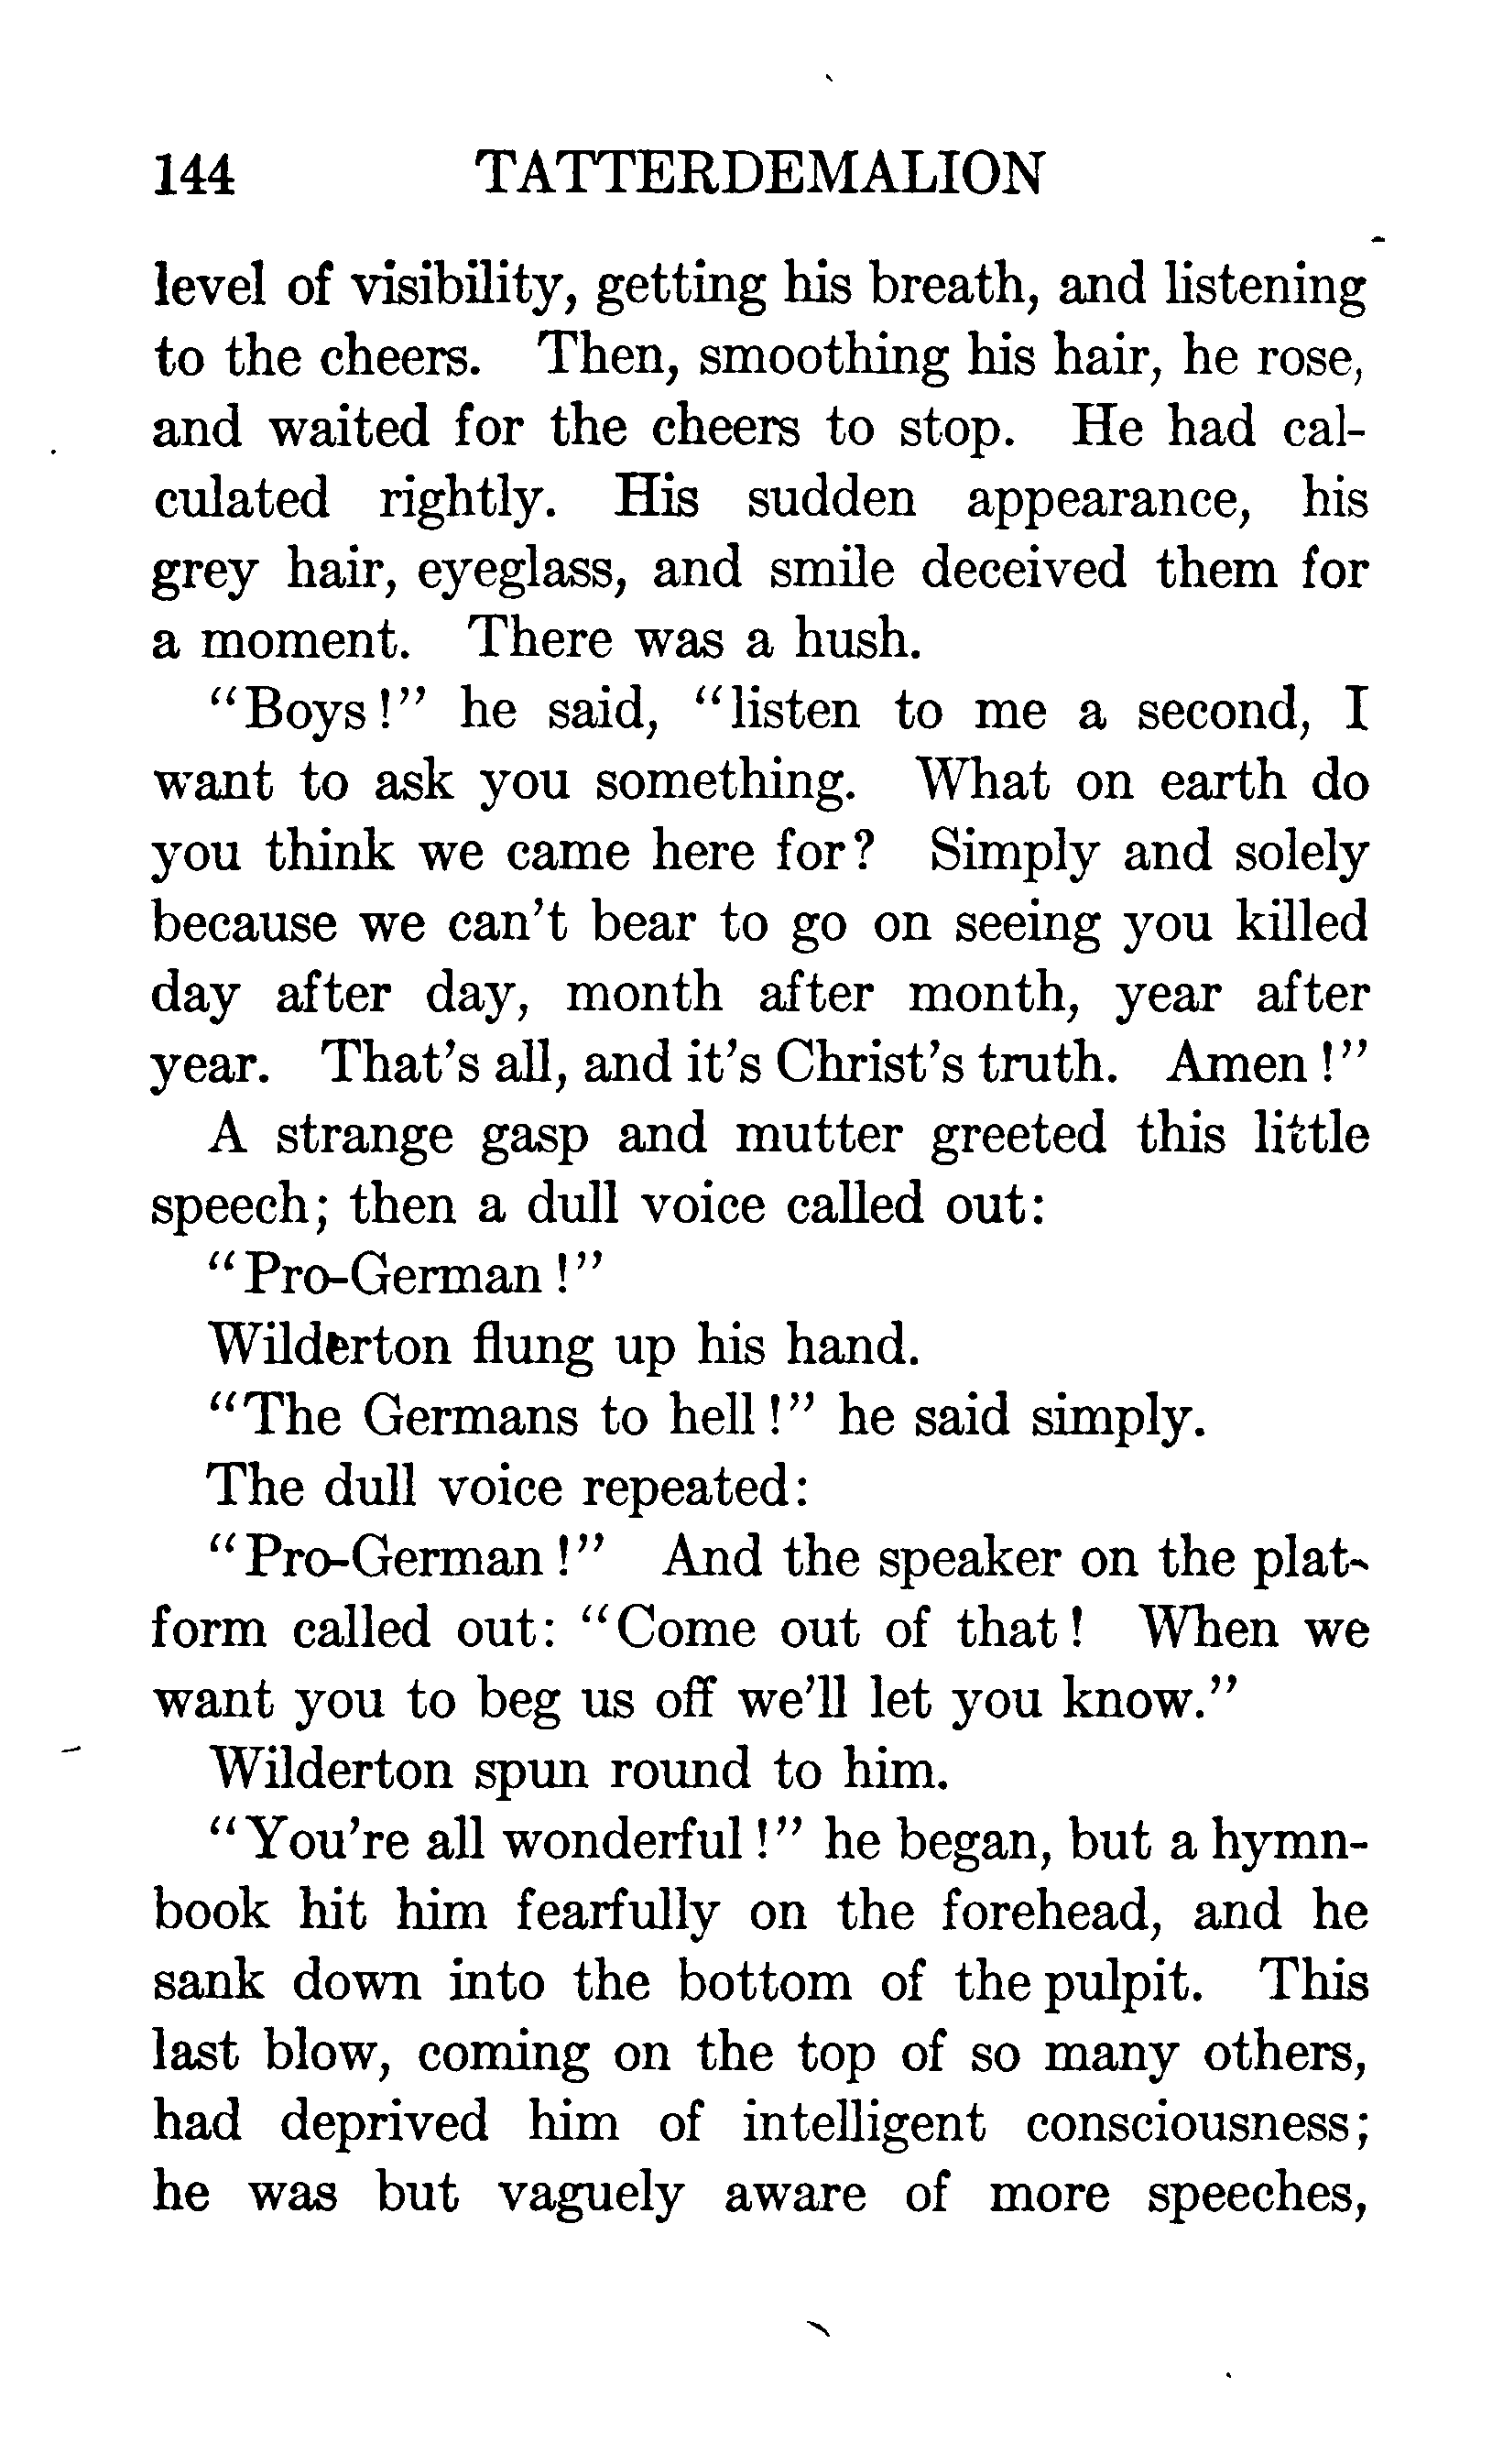 144 TATTERDEMALION
level of visibility, getting his breath, and listening
to the cheers. Then, smoothing his hair, he rose,
and waited for the cheers to stop. He had cal-
culated rightly. His sudden appearance, his
grey hair, eyeglass, and smile deceived them for
a moment. There was a hush.
"Boys!" he said, "listen to me a second, I
want to ask you something. What on earth do
you think we came here for? Simply and solely
because we can't bear to go on seeing you killed
day after day, month after month, year after
year. That's all, and it's Christ's truth. Amen!"
A strange gasp and mutter greeted this little
speech; then a dull voice called out:
"Pro-German!"
Wilderton flung up his hand.
"The Germans to hell!" he said simply.
The dull voice repeated:
"Pro-German!" And the speaker on the plat-
form called out: "Come out of that! When we
want you to beg us off we'll let you know."
Wilderton spun round to him.
"You're all wonderful!" he began, but a hymn-
book hit him fearfully on the forehead, and he
sank down into the bottom of the pulpit. This
last blow, coming on the top of so many others,
had deprived him of intelligent consciousness;
he was but vaguely aware of more speeches,